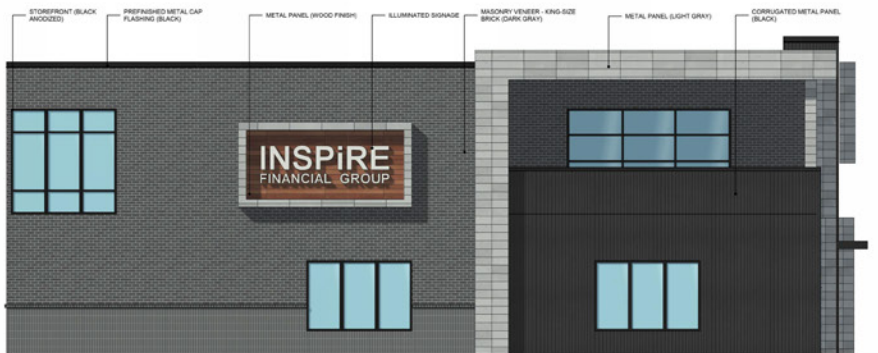 STOREFRONT (BLACK
ANODIZED)
PREFINISHED METAL CAP
FLASHING (BLACK)
METAL PANEL (WOOD FINISH)
ILLUMINATED SIGNAGE
MASONRY VENEER - KING-SIZE
BRICK (DARK GRAY)
METAL PANEL (LIGHT GRAY)
CORRUGATED METAL PANEL
(BLACK)
INSPiRE
FINANCIAL GROUP